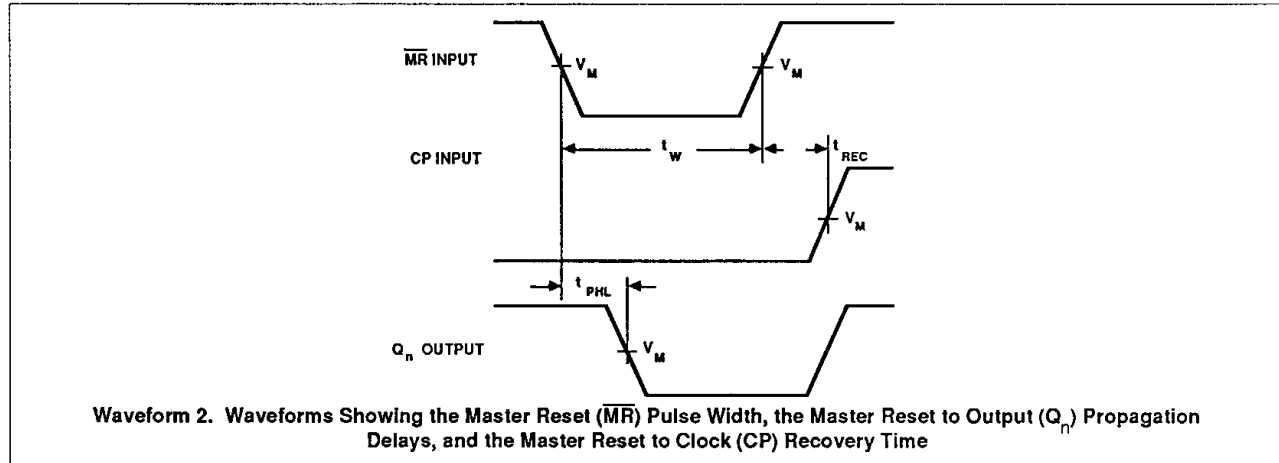 M̅R̅ INPUT
V_M
V_M
CP INPUT
t_W
t_REC
V_M
t_PHL
Q_n OUTPUT
V_M
Waveform 2. Waveforms Showing the Master Reset (M̅R̅) Pulse Width, the Master Reset to Output (Q_n) Propagation
Delays, and the Master Reset to Clock (CP) Recovery Time